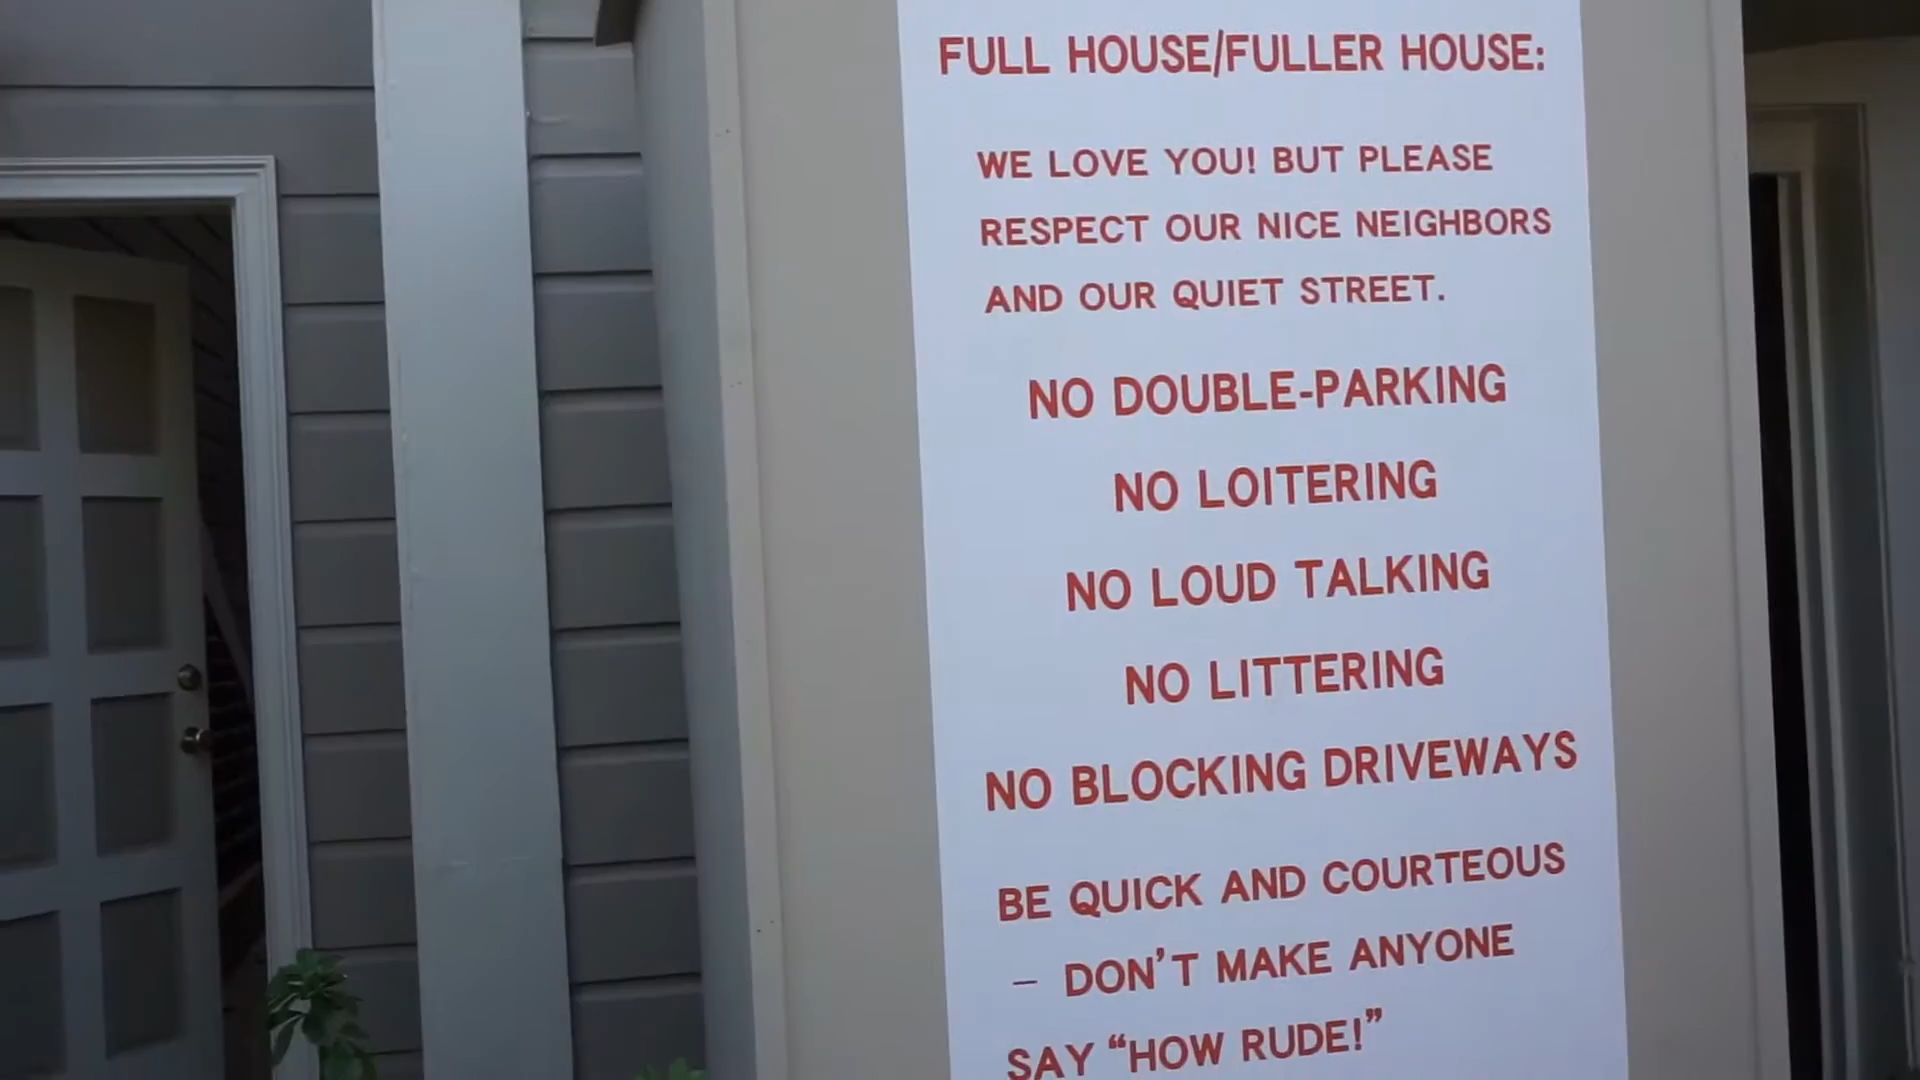 FULL HOUSE/FULLER HOUSE:
WE LOVE YOU! BUT PLEASE
RESPECT OUR NICE NEIGHBORS
AND OUR QUIET STREET.
NO DOUBLE-PARKING
NO LOITERING
NO LOUD TALKING
NO LITTERING
NO BLOCKING DRIVEWAYS
BE QUICK AND COURTEOUS
– DON'T MAKE ANYONE
SAY “HOW RUDE!”